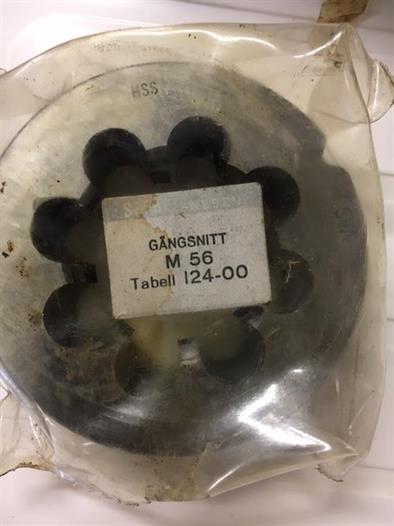 HSS
GÄNGSNITT
M 56
Tabell 124-00